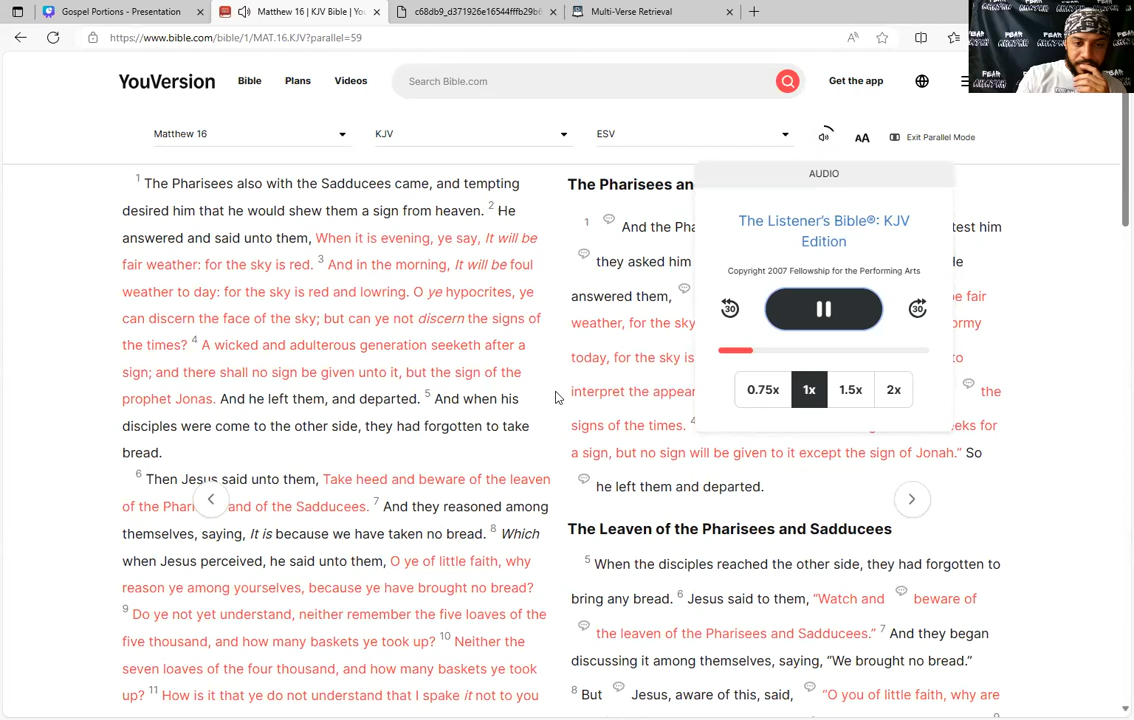 Gospel Portions - Presentation
Matthew 16 | KJV Bible | You
c68db9_d371926e16544fffb29b6
Multi-Verse Retrieval
https://www.bible.com/bible/1/MAT.16.KJV?parallel=59
YouVersion
Bible
Plans
Videos
Search Bible.com
Get the app
Matthew 16
KJV
ESV
AA
Exit Parallel Mode
1 The Pharisees also with the Sadducees came, and tempting
desired him that he would shew them a sign from heaven. 2 He
answered and said unto them, When it is evening, ye say, It will be
fair weather: for the sky is red. 3 And in the morning, It will be foul
weather to day: for the sky is red and lowring. O ye hypocrites, ye
can discern the face of the sky; but can ye not discern the signs of
the times? 4 A wicked and adulterous generation seeketh after a
sign; and there shall no sign be given unto it, but the sign of the
prophet Jonas. And he left them, and departed. 5 And when his
disciples were come to the other side, they had forgotten to take
bread.
6 Then Jesus said unto them, Take heed and beware of the leaven
of the Phari and of the Sadducees. 7 And they reasoned among
themselves, saying, It is because we have taken no bread. 8 Which
when Jesus perceived, he said unto them, O ye of little faith, why
reason ye among yourselves, because ye have brought no bread?
9 Do ye not yet understand, neither remember the five loaves of the
five thousand, and how many baskets ye took up? 10 Neither the
seven loaves of the four thousand, and how many baskets ye took
up? 11 How is it that ye do not understand that I spake it not to you
The Pharisees an
1 And the Pha test him
they asked him
answered them, be fair
weather, for the sky ormy
today, for the sky is to
interpret the appear the
signs of the times. 4 eks for
a sign, but no sign will be given to it except the sign of Jonah.” So
he left them and departed.
The Leaven of the Pharisees and Sadducees
5 When the disciples reached the other side, they had forgotten to
bring any bread. 6 Jesus said to them, “Watch and beware of
the leaven of the Pharisees and Sadducees.” 7 And they began
discussing it among themselves, saying, “We brought no bread.”
8 But Jesus, aware of this, said, “O you of little faith, why are
AUDIO
The Listener's Bible®: KJV
Edition
Copyright 2007 Fellowship for the Performing Arts
30
30
0.75x
1x
1.5x
2x
FEAR
FEAR
FEAR